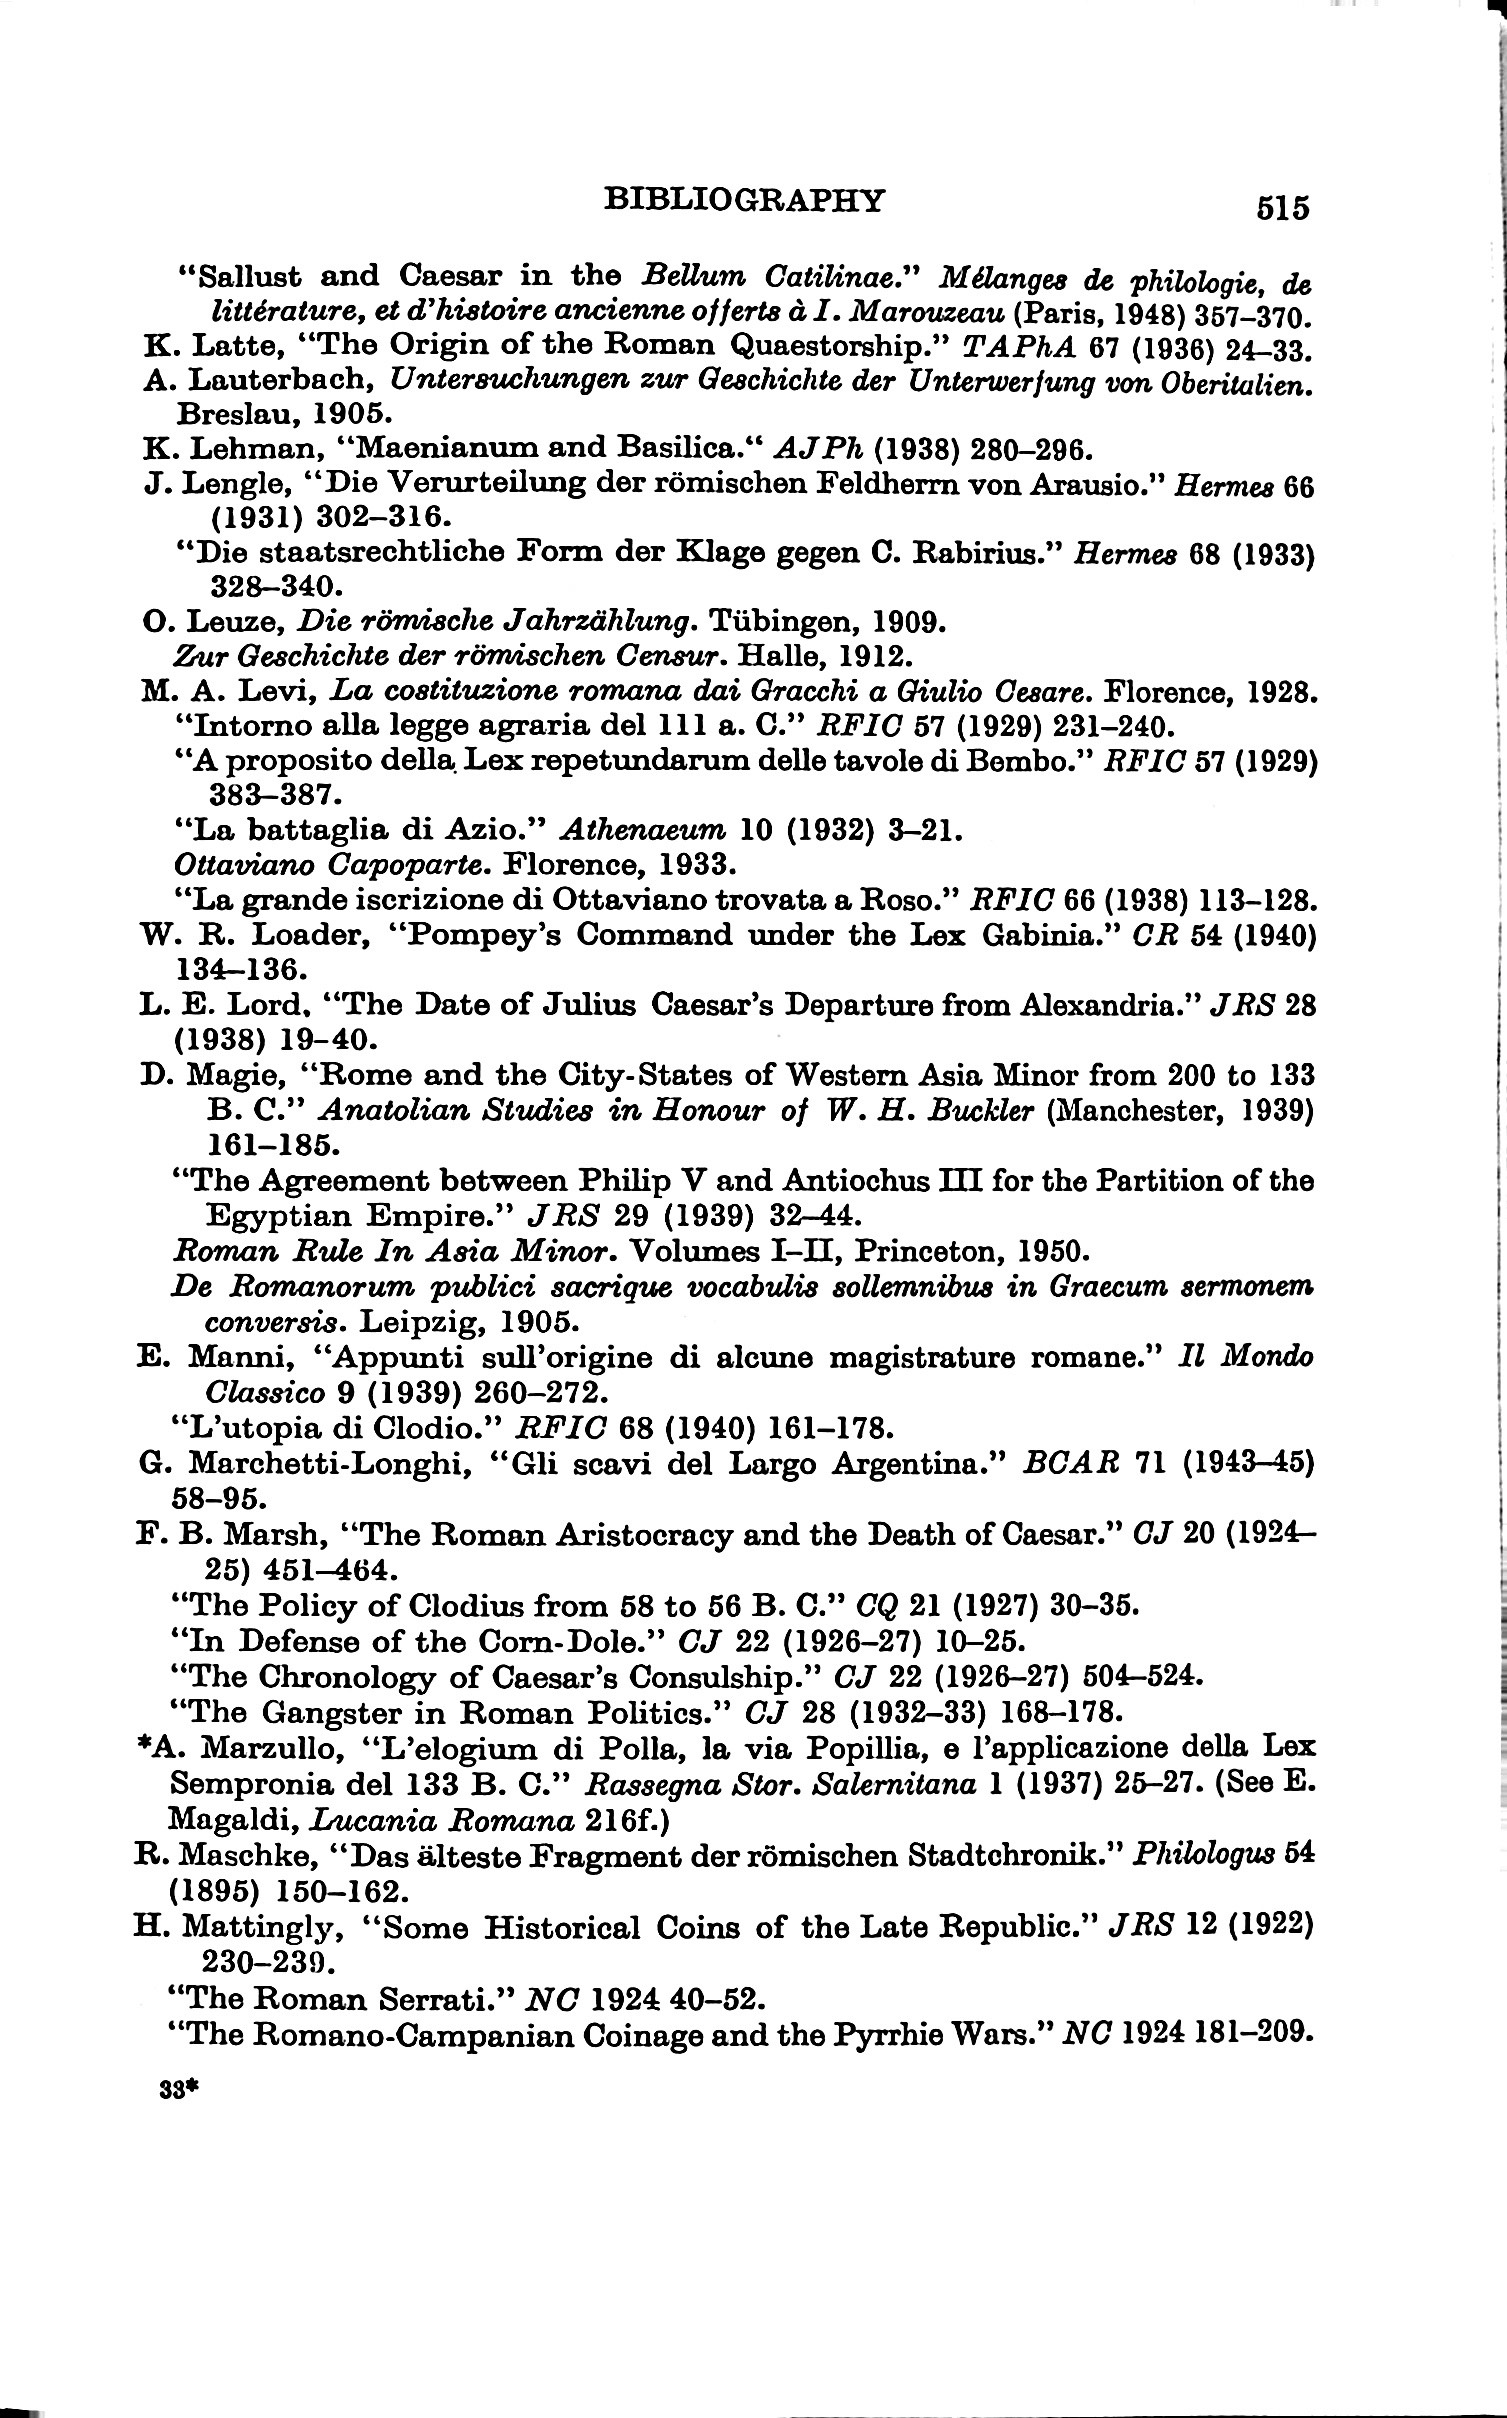 BIBLIOGRAPHY 515
“Sallust and Caesar in the Bellum Catilinae.” Mélanges de philologie, de
littérature, et d’histoire ancienne offerts à I. Marouzeau (Paris, 1948) 357–370.
K. Latte, “The Origin of the Roman Quaestorship.” TAPhA 67 (1936) 24–33.
A. Lauterbach, Untersuchungen zur Geschichte der Unterwerfung von Oberitalien.
Breslau, 1905.
K. Lehman, “Maenianum and Basilica.“ AJPh (1938) 280–296.
J. Lengle, “Die Verurteilung der römischen Feldherrn von Arausio.” Hermes 66
(1931) 302–316.
“Die staatsrechtliche Form der Klage gegen C. Rabirius.” Hermes 68 (1933)
328–340.
O. Leuze, Die römische Jahrzählung. Tübingen, 1909.
Zur Geschichte der römischen Censur. Halle, 1912.
M. A. Levi, La costituzione romana dai Gracchi a Giulio Cesare. Florence, 1928.
“Intorno alla legge agraria del 111 a. C.” RFIC 57 (1929) 231–240.
“A proposito della Lex repetundarum delle tavole di Bembo.” RFIC 57 (1929)
383–387.
“La battaglia di Azio.” Athenaeum 10 (1932) 3–21.
Ottaviano Capoparte. Florence, 1933.
“La grande iscrizione di Ottaviano trovata a Roso.” RFIC 66 (1938) 113–128.
W. R. Loader, “Pompey’s Command under the Lex Gabinia.” CR 54 (1940)
134–136.
L. E. Lord, “The Date of Julius Caesar’s Departure from Alexandria.” JRS 28
(1938) 19–40.
D. Magie, “Rome and the City-States of Western Asia Minor from 200 to 133
B. C.” Anatolian Studies in Honour of W. H. Buckler (Manchester, 1939)
161–185.
“The Agreement between Philip V and Antiochus III for the Partition of the
Egyptian Empire.” JRS 29 (1939) 32–44.
Roman Rule In Asia Minor. Volumes I–II, Princeton, 1950.
De Romanorum publici sacrique vocabulis sollemnibus in Graecum sermonem
conversis. Leipzig, 1905.
E. Manni, “Appunti sull’origine di alcune magistrature romane.” Il Mondo
Classico 9 (1939) 260–272.
“L’utopia di Clodio.” RFIC 68 (1940) 161–178.
G. Marchetti-Longhi, “Gli scavi del Largo Argentina.” BCAR 71 (1943–45)
58–95.
F. B. Marsh, “The Roman Aristocracy and the Death of Caesar.” CJ 20 (1924–
25) 451–464.
“The Policy of Clodius from 58 to 56 B. C.” CQ 21 (1927) 30–35.
“In Defense of the Corn-Dole.” CJ 22 (1926–27) 10–25.
“The Chronology of Caesar’s Consulship.” CJ 22 (1926–27) 504–524.
“The Gangster in Roman Politics.” CJ 28 (1932–33) 168–178.
*A. Marzullo, “L’elogium di Polla, la via Popillia, e l’applicazione della Lex
Sempronia del 133 B. C.” Rassegna Stor. Salernitana 1 (1937) 25–27. (See E.
Magaldi, Lucania Romana 216f.)
R. Maschke, “Das älteste Fragment der römischen Stadtchronik.” Philologus 54
(1895) 150–162.
H. Mattingly, “Some Historical Coins of the Late Republic.” JRS 12 (1922)
230–239.
“The Roman Serrati.” NC 1924 40–52.
“The Romano-Campanian Coinage and the Pyrrhie Wars.” NC 1924 181–209.
33*